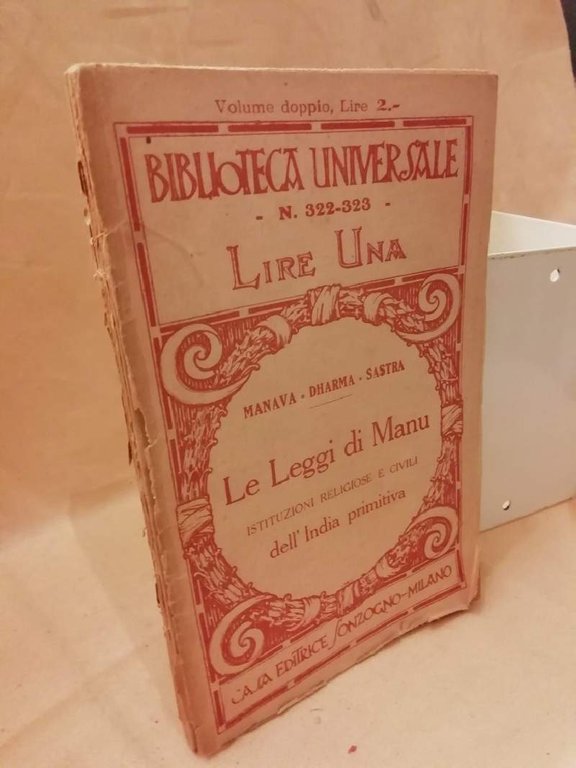 Volume doppio, Lire 2.-
BIBLIOTECA UNIVERSALE
- N. 322-323 -
LIRE UNA
MANAVA - DHARMA - SASTRA
Le Leggi di Manu
ISTITUZIONI RELIGIOSE E CIVILI
dell'India primitiva
CASA EDITRICE SONZOGNO-MILANO